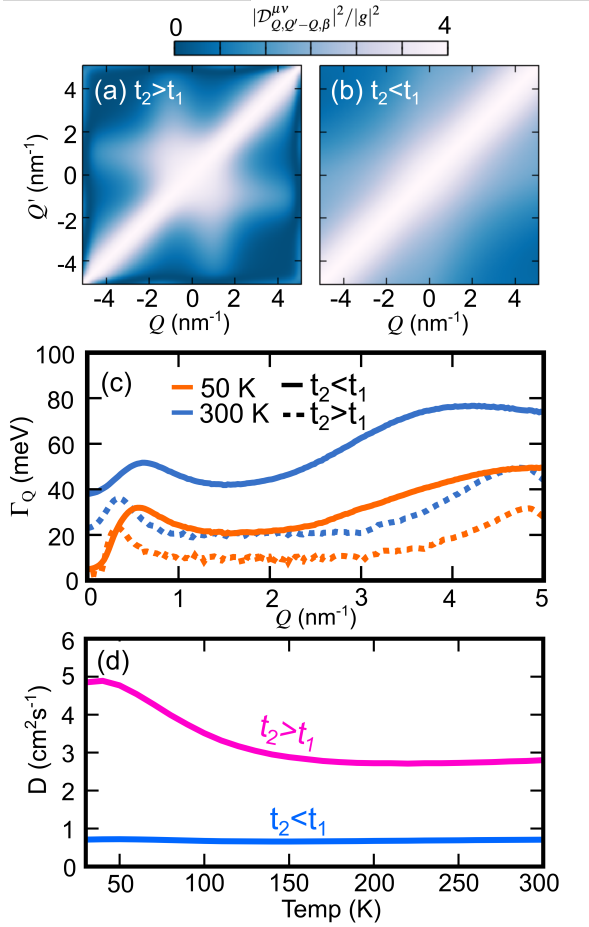 |𝒟^{μν}_{Q,Q′−Q,β}|²/|g|²
0 4
(a) t₂>t₁ (b) t₂<t₁
4
2
0
-2
-4
Q' (nm⁻¹)
-4 -2 0 2 4 -4 -2 0 2 4
Q (nm⁻¹) Q (nm⁻¹)
(c)
50 K t₂<t₁
300 K t₂>t₁
100
80
60
40
20
0
Γ_Q (meV)
0 1 2 3 4 5
Q (nm⁻¹)
(d)
6
5
4
3
2
1
0
D (cm²s⁻¹)
t₂>t₁
t₂<t₁
50 100 150 200 250 300
Temp (K)